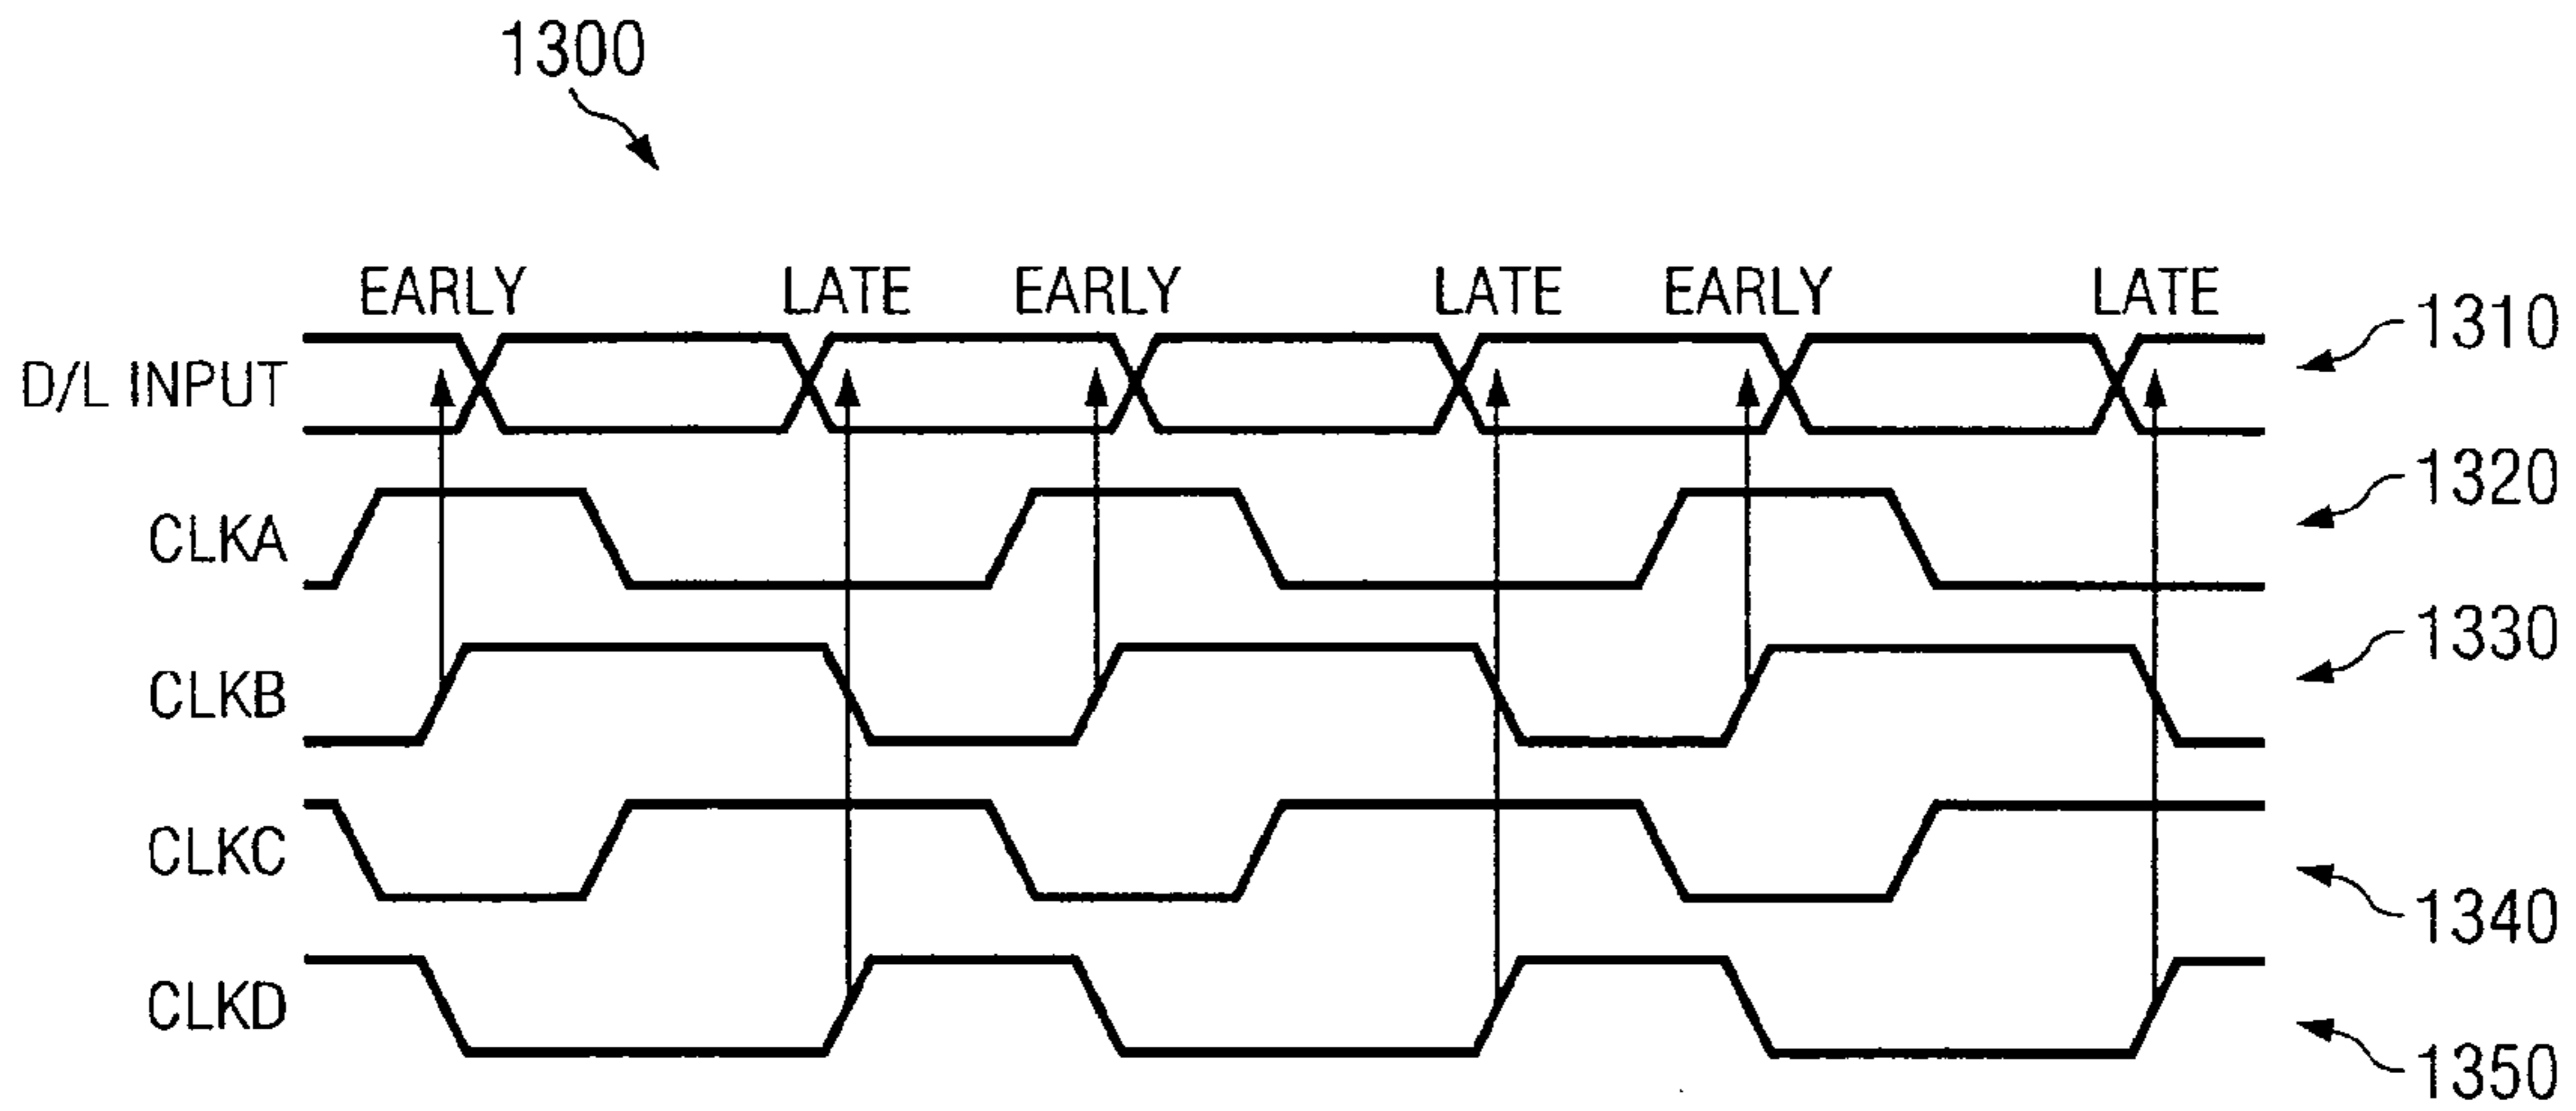 1300
EARLY LATE EARLY LATE EARLY LATE
D/L INPUT
1310
CLKA
1320
CLKB
1330
CLKC
1340
CLKD
1350